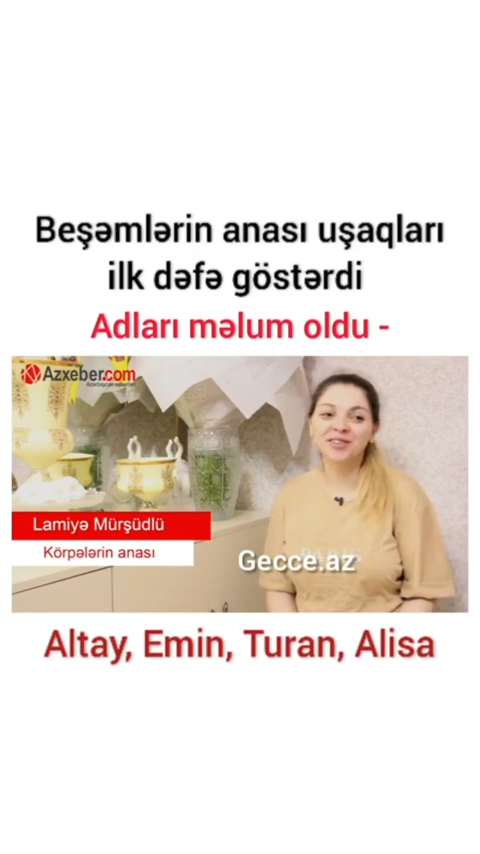 Beşəmlərin anası uşaqları
ilk dəfə göstərdi
Adları məlum oldu -
Azxeber.com
Lamiyə Mürşüdlü
Körpələrin anası
Gecce.az
Altay, Emin, Turan, Alisa